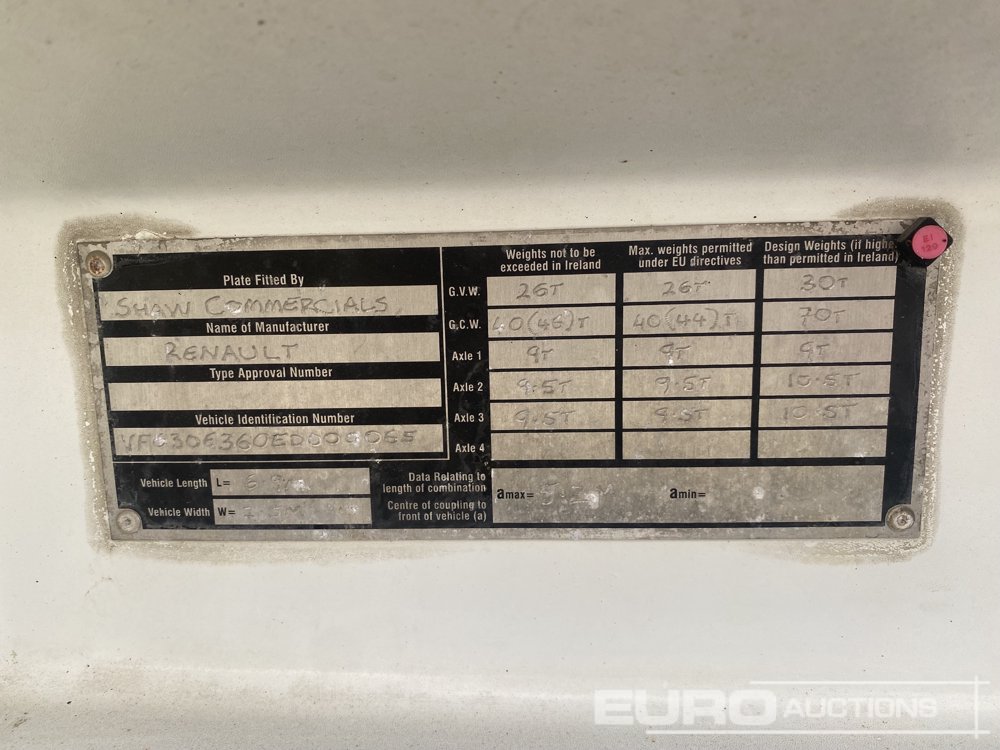 Plate Fitted By
SHAW COMMERCIALS
Name of Manufacturer
RENAULT
Type Approval Number
Vehicle Identification Number
Vehicle Length L=
Vehicle Width W=
Weights not to be exceeded in Ireland
Max. weights permitted under EU directives
Design Weights (if higher than permitted in Ireland)
G.V.W. 26T 26T 30T
G.C.W. 40(46)T 40(44)T 70T
Axle 1 9T 9T 9T
Axle 2 9.5T 9.5T 10.5T
Axle 3 9.5T 9.5T 10.5T
Axle 4
Data Relating to length of combination
Centre of coupling to front of vehicle (a)
amax=
amin=
EI
129
EURO AUCTIONS